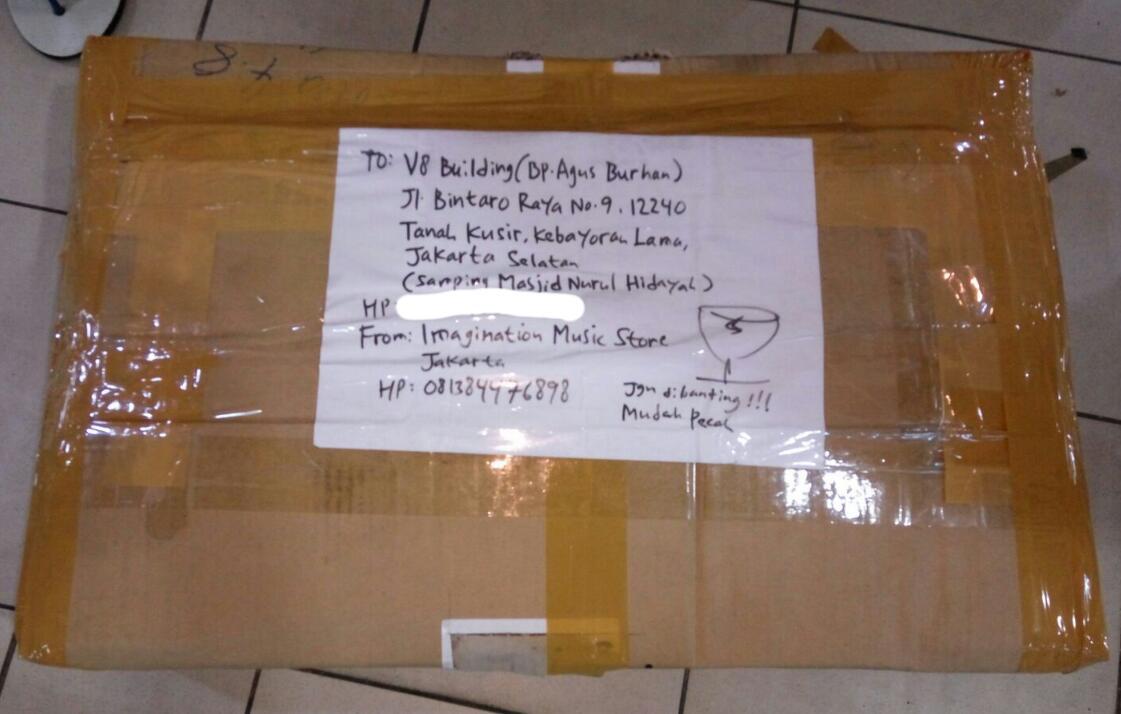 TO: V8 Building (BP. Agus Burhan)
Jl. Bintaro Raya No. 9, 12240
Tanah Kusir, Kebayoran Lama,
Jakarta Selatan
(Samping Masjid Nurul Hidayah)
HP
From: Imagination Music Store
Jakarta
HP: 081384976898
Jgn dibanting!!!
Mudah Pecah